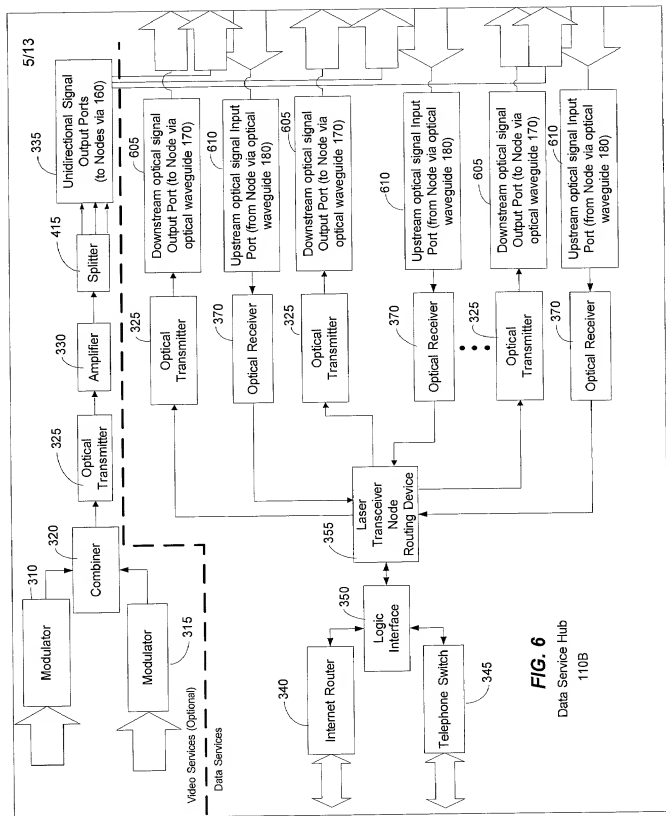 5/13
310
Modulator
315
Modulator
320
Combiner
325
Optical
Transmitter
330
Amplifier
415
Splitter
335
Unidirectional Signal
Output Ports
(to Nodes via 160)
Video Services (Optional)
Data Services
325
Optical
Transmitter
605
Downstream optical signal
Output Port (to Node via
optical waveguide 170)
370
Optical Receiver
610
Upstream optical signal Input
Port (from Node via optical
waveguide 180)
325
Optical
Transmitter
605
Downstream optical signal
Output Port (to Node via
optical waveguide 170)
370
Optical Receiver
610
Upstream optical signal Input
Port (from Node via optical
waveguide 180)
325
Optical
Transmitter
605
Downstream optical signal
Output Port (to Node via
optical waveguide 170)
370
Optical Receiver
610
Upstream optical signal Input
Port (from Node via optical
waveguide 180)
355
Laser
Transceiver
Node
Routing Device
350
Logic
Interface
340
Internet Router
345
Telephone Switch
FIG. 6
Data Service Hub
110B